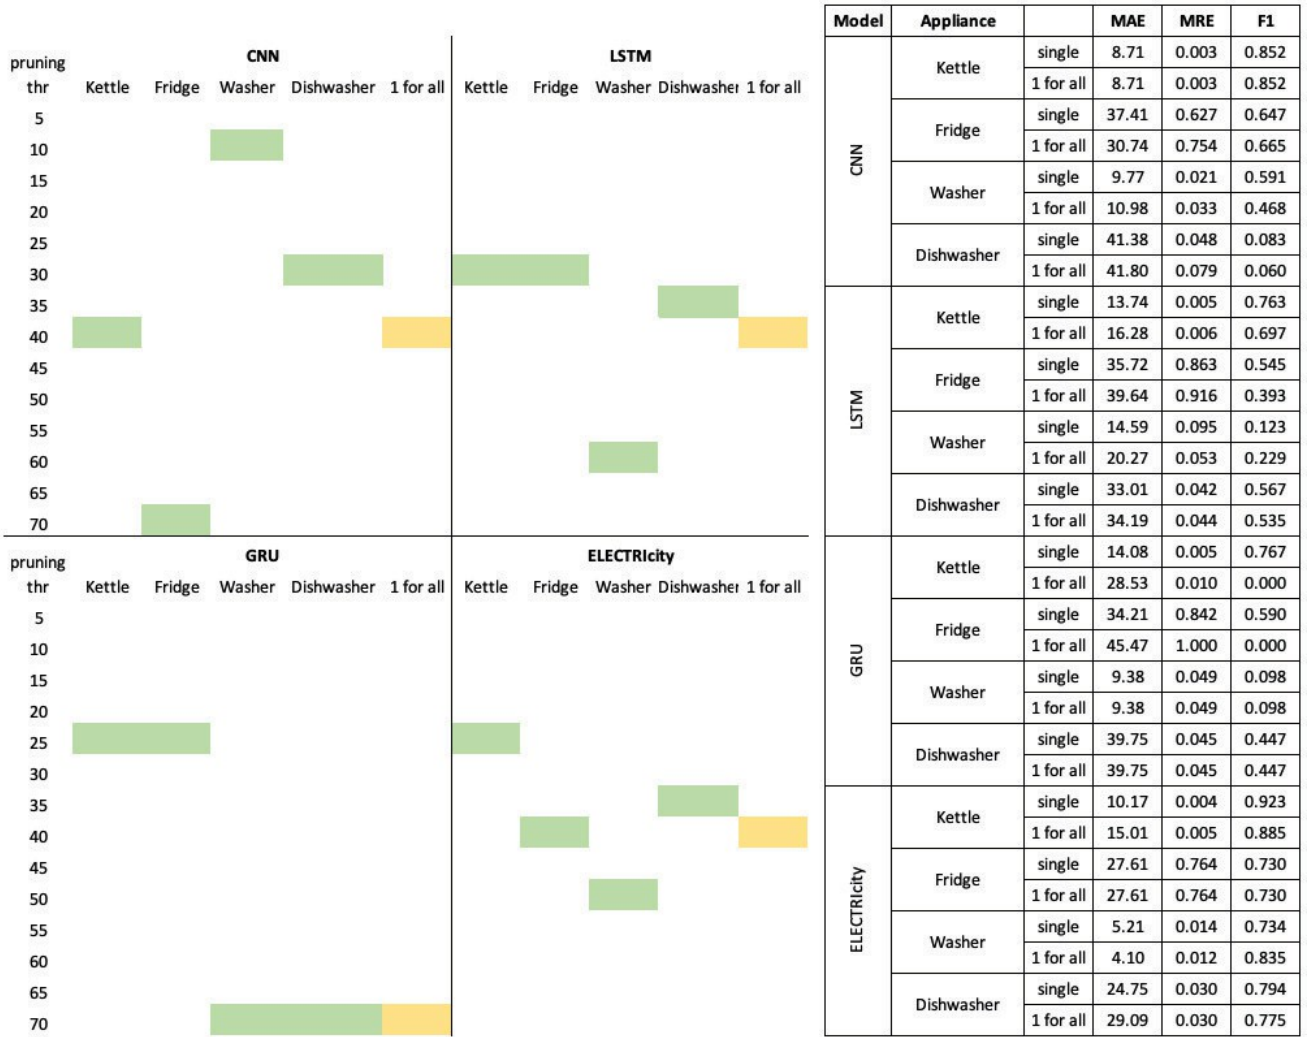 CNN LSTM
pruning
thr Kettle Fridge Washer Dishwasher 1 for all Kettle Fridge Washer Dishwasher 1 for all
5
10
15
20
25
30
35
40
45
50
55
60
65
70
GRU ELECTRIcity
pruning
thr Kettle Fridge Washer Dishwasher 1 for all Kettle Fridge Washer Dishwasher 1 for all
5
10
15
20
25
30
35
40
45
50
55
60
65
70
Model Appliance MAE MRE F1
CNN
Kettle
single 8.71 0.003 0.852
1 for all 8.71 0.003 0.852
Fridge
single 37.41 0.627 0.647
1 for all 30.74 0.754 0.665
Washer
single 9.77 0.021 0.591
1 for all 10.98 0.033 0.468
Dishwasher
single 41.38 0.048 0.083
1 for all 41.80 0.079 0.060
LSTM
Kettle
single 13.74 0.005 0.763
1 for all 16.28 0.006 0.697
Fridge
single 35.72 0.863 0.545
1 for all 39.64 0.916 0.393
Washer
single 14.59 0.095 0.123
1 for all 20.27 0.053 0.229
Dishwasher
single 33.01 0.042 0.567
1 for all 34.19 0.044 0.535
GRU
Kettle
single 14.08 0.005 0.767
1 for all 28.53 0.010 0.000
Fridge
single 34.21 0.842 0.590
1 for all 45.47 1.000 0.000
Washer
single 9.38 0.049 0.098
1 for all 9.38 0.049 0.098
Dishwasher
single 39.75 0.045 0.447
1 for all 39.75 0.045 0.447
ELECTRIcity
Kettle
single 10.17 0.004 0.923
1 for all 15.01 0.005 0.885
Fridge
single 27.61 0.764 0.730
1 for all 27.61 0.764 0.730
Washer
single 5.21 0.014 0.734
1 for all 4.10 0.012 0.835
Dishwasher
single 24.75 0.030 0.794
1 for all 29.09 0.030 0.775